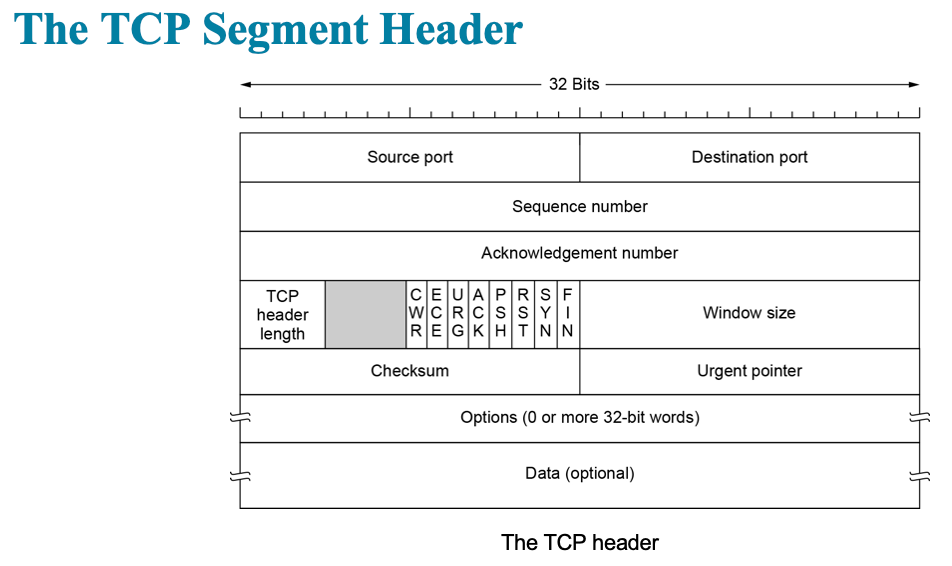 The TCP Segment Header
32 Bits
Source port Destination port
Sequence number
Acknowledgement number
TCP
header
length
CWR ECE URG ACK PSH RST SYN FIN
Window size
Checksum Urgent pointer
Options (0 or more 32-bit words)
Data (optional)
The TCP header